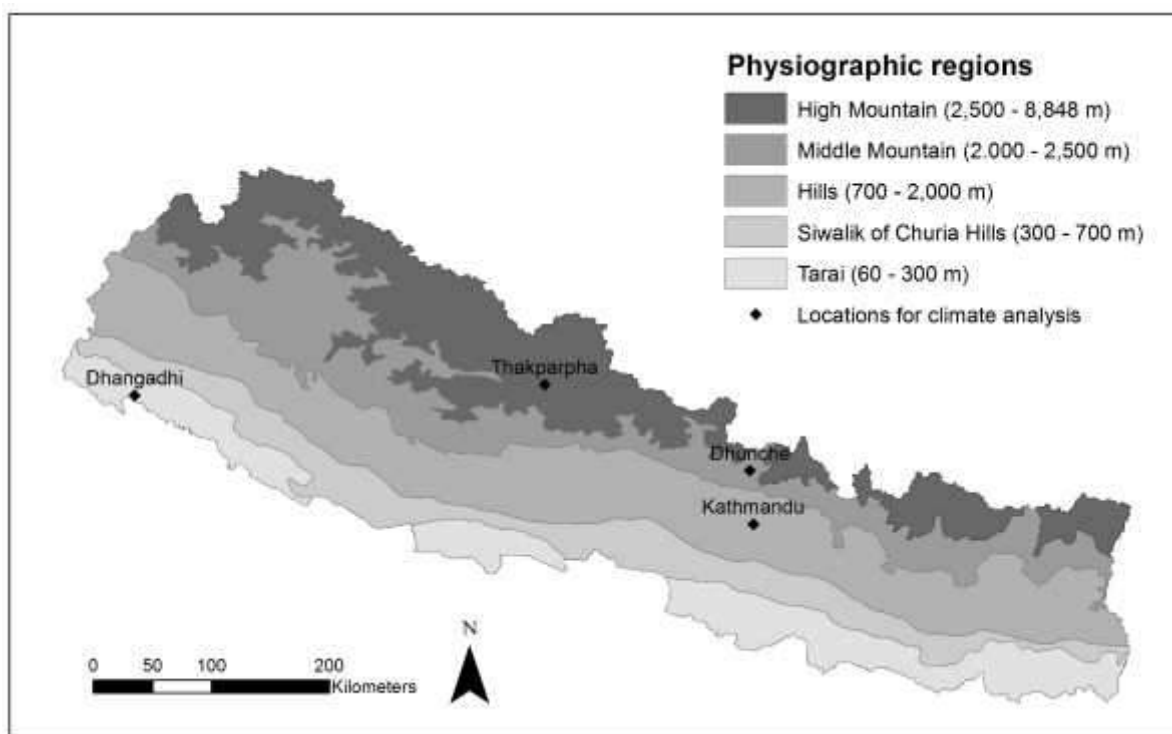 Physiographic regions
High Mountain (2,500 - 8,848 m)
Middle Mountain (2.000 - 2,500 m)
Hills (700 - 2,000 m)
Siwalik of Churia Hills (300 - 700 m)
Tarai (60 - 300 m)
Locations for climate analysis
Thakparpha
Dhangadhi
Dhunche
Kathmandu
N
0 50 100 200
Kilometers